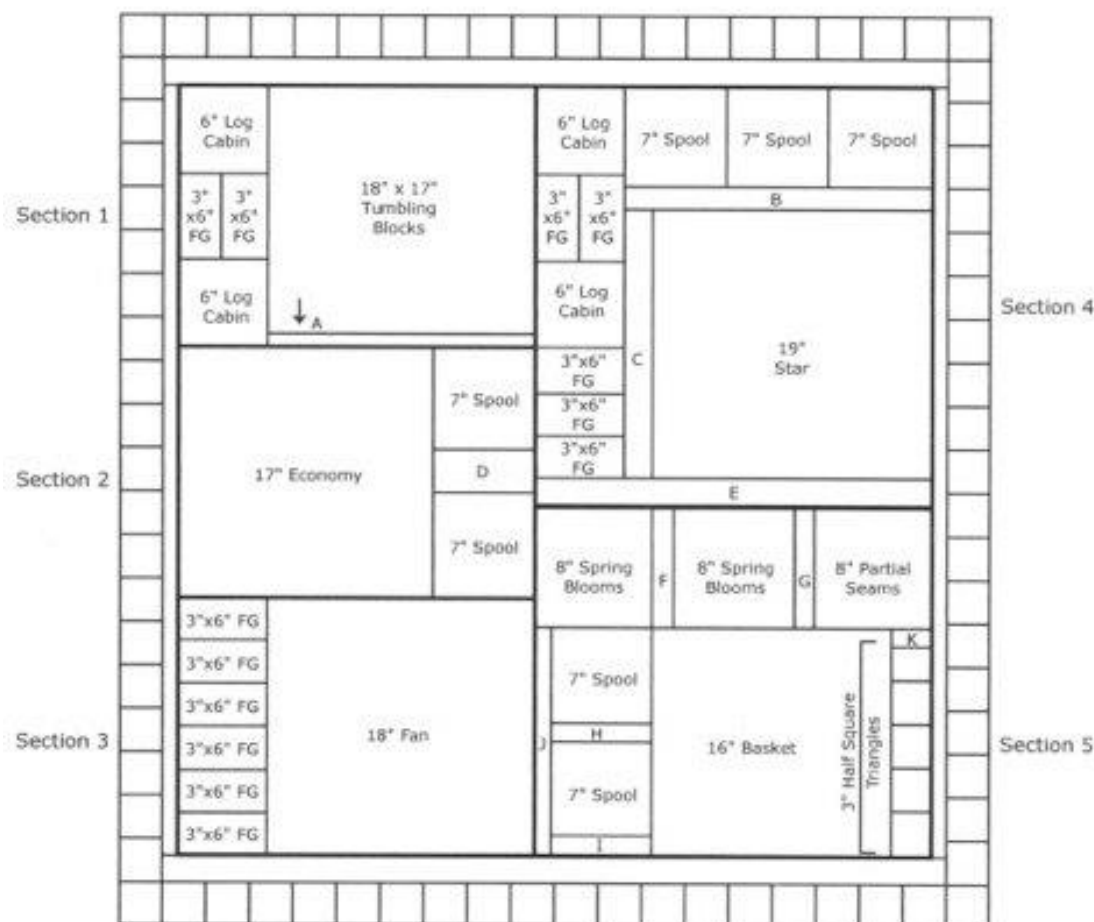 6" Log
Cabin
3"
x6"
FG
3"
x6"
FG
6" Log
Cabin
18" x 17"
Tumbling
Blocks
A
Section 1
6" Log
Cabin
3"
x6"
FG
3"
x6"
FG
6" Log
Cabin
3"x6"
FG
3"x6"
FG
3"x6"
FG
7" Spool
7" Spool
7" Spool
B
C
19"
Star
E
Section 4
Section 2
17" Economy
7" Spool
D
7" Spool
8" Spring
Blooms
F
8" Spring
Blooms
G
8" Partial
Seams
Section 3
3"x6" FG
3"x6" FG
3"x6" FG
3"x6" FG
3"x6" FG
3"x6" FG
18" Fan
J
7" Spool
H
7" Spool
I
16" Basket
3" Half Square
Triangles
K
Section 5